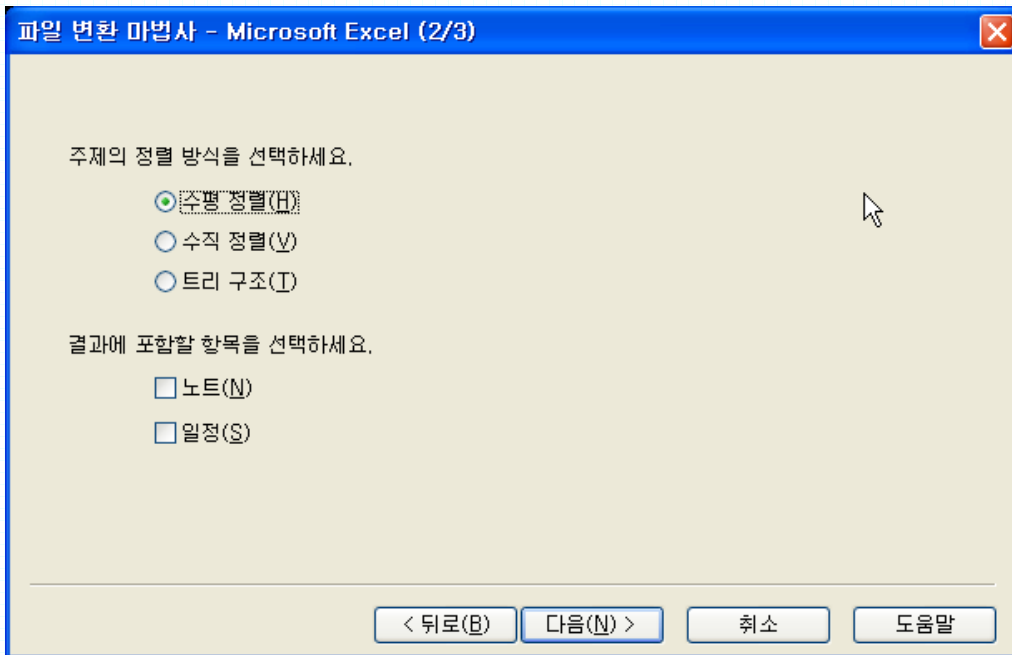 파일 변환 마법사 - Microsoft Excel (2/3)
주제의 정렬 방식을 선택하세요.
수평 정렬(H)
수직 정렬(V)
트리 구조(T)
결과에 포함할 항목을 선택하세요.
노트(N)
일정(S)
< 뒤로(B) 다음(N) > 취소 도움말